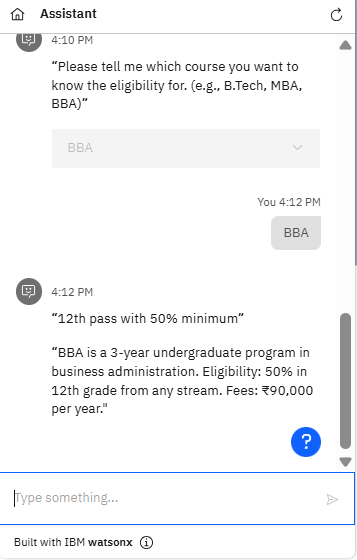 Assistant
4:10 PM
“Please tell me which course you want to
know the eligibility for. (e.g., B.Tech, MBA,
BBA)”
BBA
You 4:12 PM
BBA
4:12 PM
“12th pass with 50% minimum”
“BBA is a 3-year undergraduate program in
business administration. Eligibility: 50% in
12th grade from any stream. Fees: ₹90,000
per year."
?
Type something...
Built with IBM watsonx